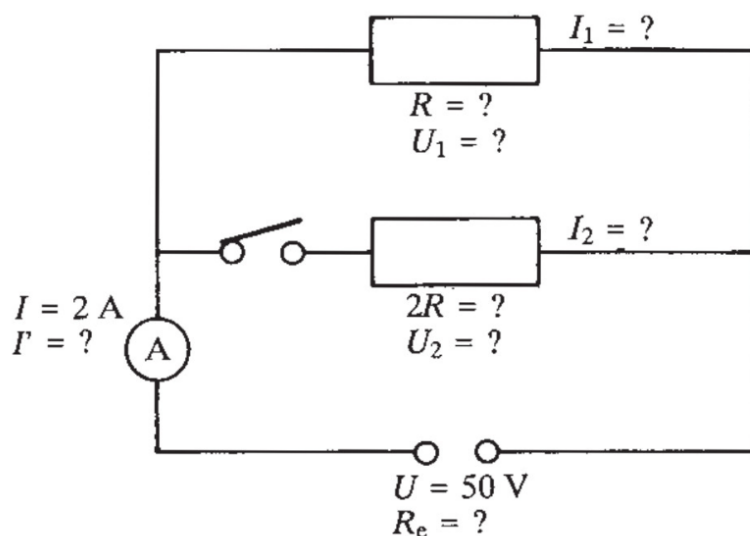 I₁ = ?
R = ?
U₁ = ?
I₂ = ?
2R = ?
U₂ = ?
I = 2 A
I' = ?
A
U = 50 V
Rₑ = ?